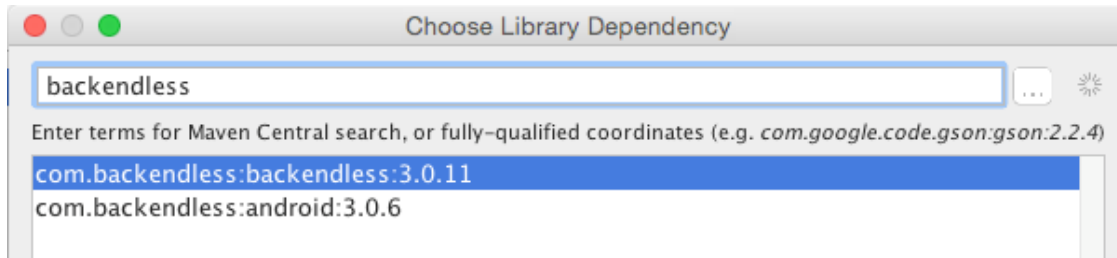 Choose Library Dependency
backendless
...
Enter terms for Maven Central search, or fully-qualified coordinates (e.g. com.google.code.gson:gson:2.2.4)
com.backendless:backendless:3.0.11
com.backendless:android:3.0.6